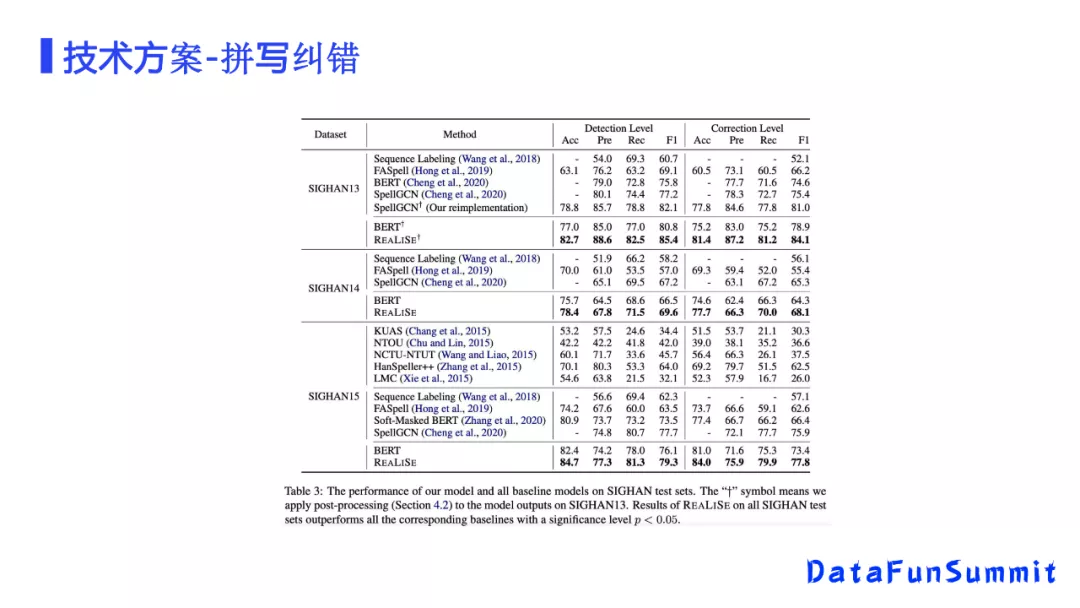 技术方案-拼写纠错
Dataset Method Detection Level Correction Level
Acc Pre Rec F1 Acc Pre Rec F1
SIGHAN13
Sequence Labeling (Wang et al., 2018) - 54.0 69.3 60.7 - - - 52.1
FASpell (Hong et al., 2019) 63.1 76.2 63.2 69.1 60.5 73.1 60.5 66.2
BERT (Cheng et al., 2020) - 79.0 72.8 75.8 - 77.7 71.6 74.6
SpellGCN (Cheng et al., 2020) - 80.1 74.4 77.2 - 78.3 72.7 75.4
SpellGCN† (Our reimplementation) 78.8 85.7 78.8 82.1 77.8 84.6 77.8 81.0
BERT† 77.0 85.0 77.0 80.8 75.2 83.0 75.2 78.9
REALISE† 82.7 88.6 82.5 85.4 81.4 87.2 81.2 84.1
SIGHAN14
Sequence Labeling (Wang et al., 2018) - 51.9 66.2 58.2 - - - 56.1
FASpell (Hong et al., 2019) 70.0 61.0 53.5 57.0 69.3 59.4 52.0 55.4
SpellGCN (Cheng et al., 2020) - 65.1 69.5 67.2 - 63.1 67.2 65.3
BERT 75.7 64.5 68.6 66.5 74.6 62.4 66.3 64.3
REALISE 78.4 67.8 71.5 69.6 77.7 66.3 70.0 68.1
SIGHAN15
KUAS (Chang et al., 2015) 53.2 57.5 24.6 34.4 51.5 53.7 21.1 30.3
NTOU (Chu and Lin, 2015) 42.2 42.2 41.8 42.0 39.0 38.1 35.2 36.6
NCTU-NTUT (Wang and Liao, 2015) 60.1 71.7 33.6 45.7 56.4 66.3 26.1 37.5
HanSpeller++ (Zhang et al., 2015) 70.1 80.3 53.3 64.0 69.2 79.7 51.5 62.5
LMC (Xie et al., 2015) 54.6 63.8 21.5 32.1 52.3 57.9 16.7 26.0
Sequence Labeling (Wang et al., 2018) - 56.6 69.4 62.3 - - - 57.1
FASpell (Hong et al., 2019) 74.2 67.6 60.0 63.5 73.7 66.6 59.1 62.6
Soft-Masked BERT (Zhang et al., 2020) 80.9 73.7 73.2 73.5 77.4 66.7 66.2 66.4
SpellGCN (Cheng et al., 2020) - 74.8 80.7 77.7 - 72.1 77.7 75.9
BERT 82.4 74.2 78.0 76.1 81.0 71.6 75.3 73.4
REALISE 84.7 77.3 81.3 79.3 84.0 75.9 79.9 77.8
Table 3: The performance of our model and all baseline models on SIGHAN test sets. The “†” symbol means we
apply post-processing (Section 4.2) to the model outputs on SIGHAN13. Results of REALISE on all SIGHAN test
sets outperforms all the corresponding baselines with a significance level p < 0.05.
DataFunSummit